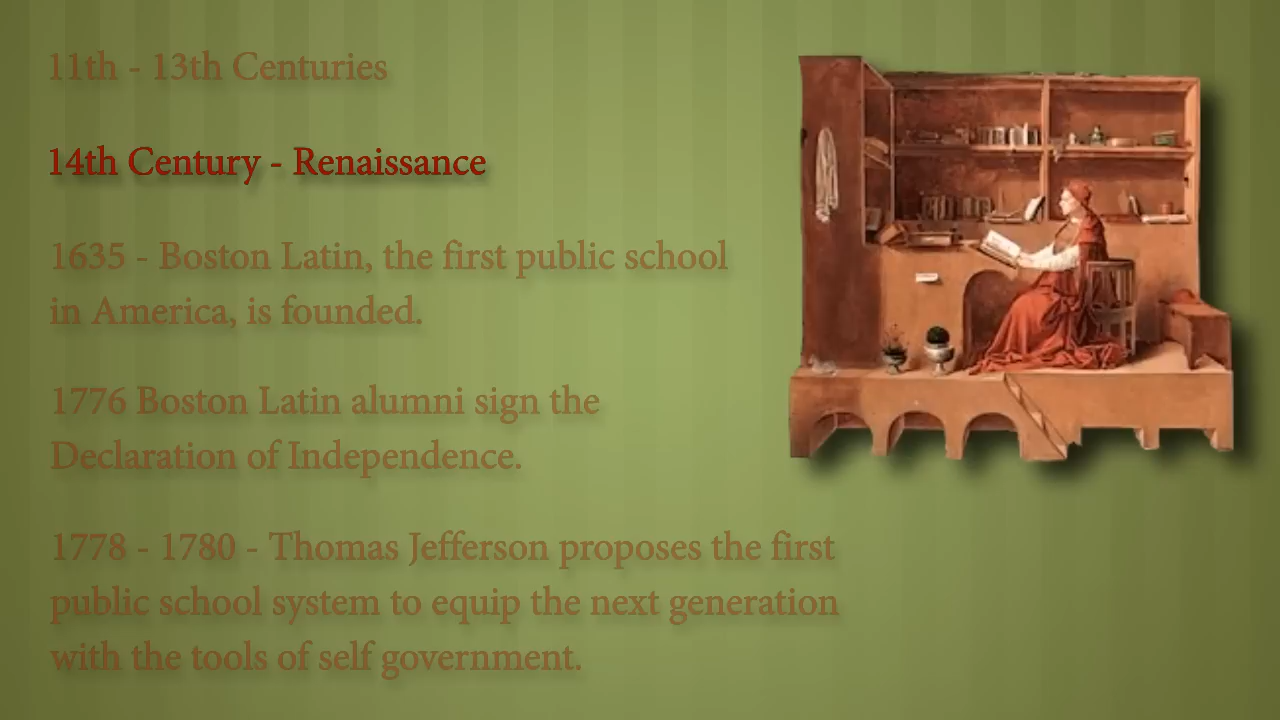 11th - 13th Centuries
14th Century - Renaissance
1635 - Boston Latin, the first public school
in America, is founded.
1776 Boston Latin alumni sign the
Declaration of Independence.
1778 - 1780 - Thomas Jefferson proposes the first
public school system to equip the next generation
with the tools of self government.